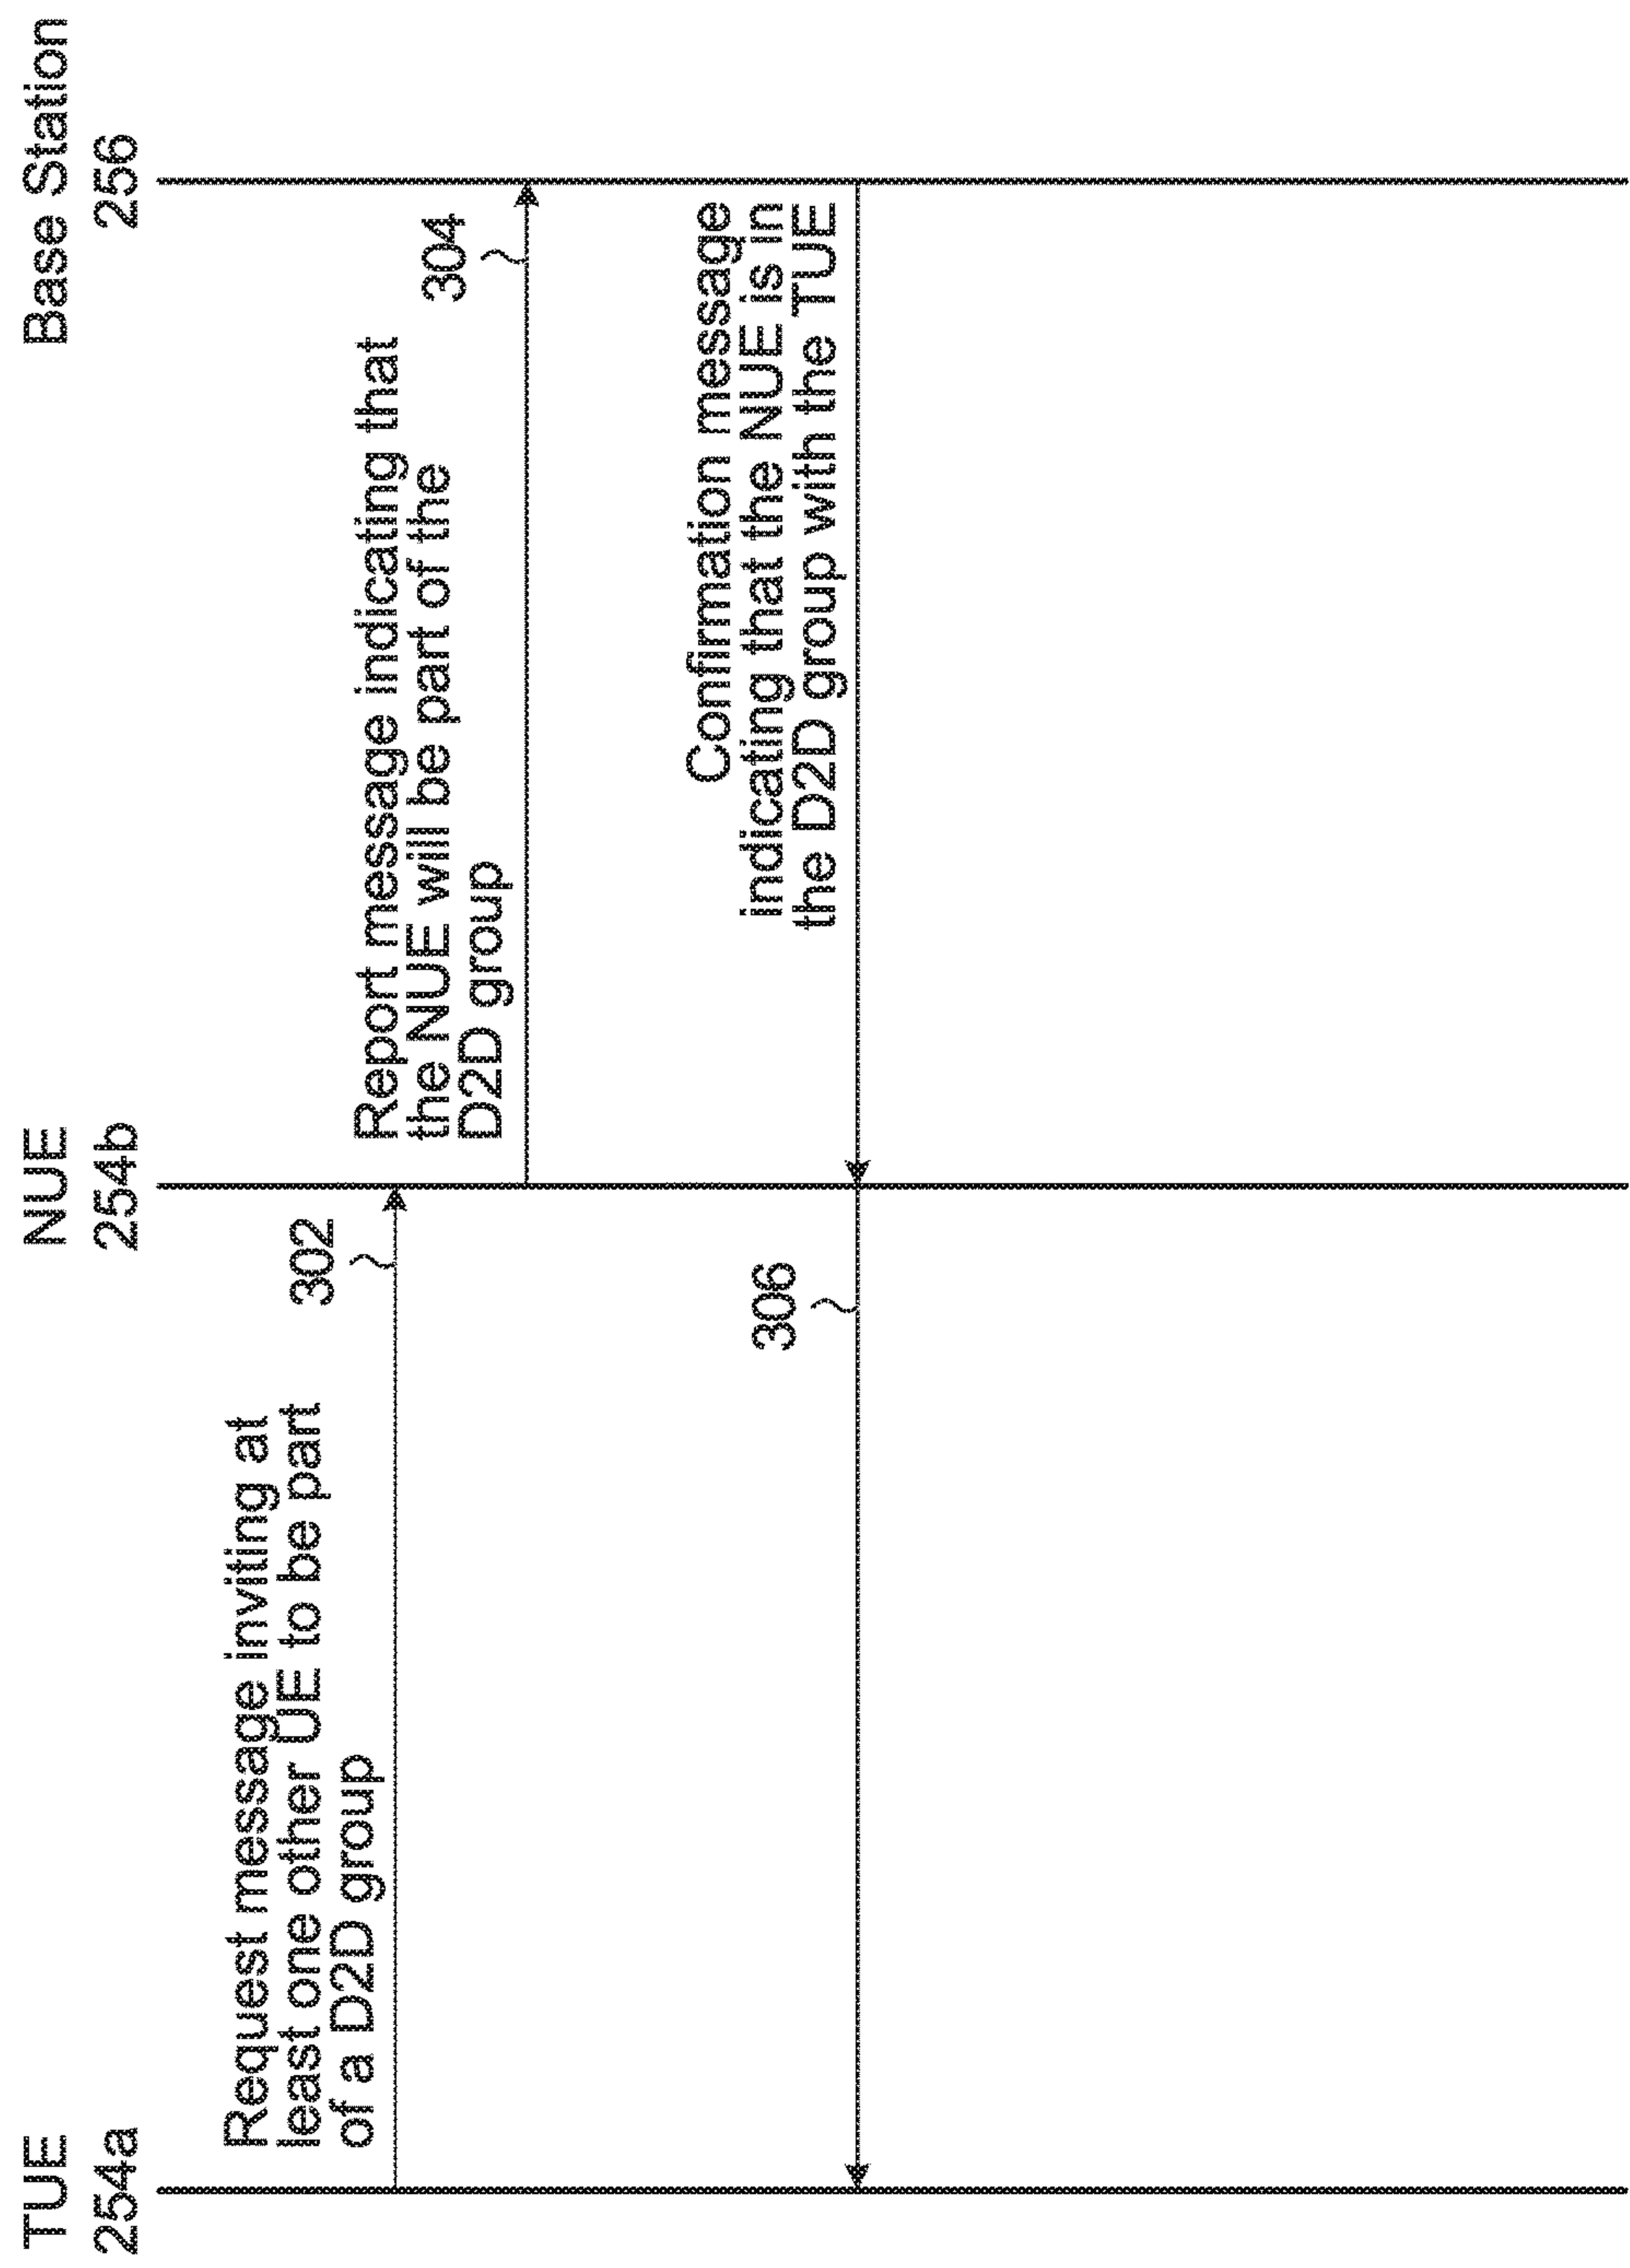 TUE
254a
NUE
254b
Base Station
256
Request message inviting at
least one other UE to be part
of a D2D group
302
Report message indicating that
the NUE will be part of the
D2D group
304
Confirmation message
indicating that the NUE is in
the D2D group with the TUE
306